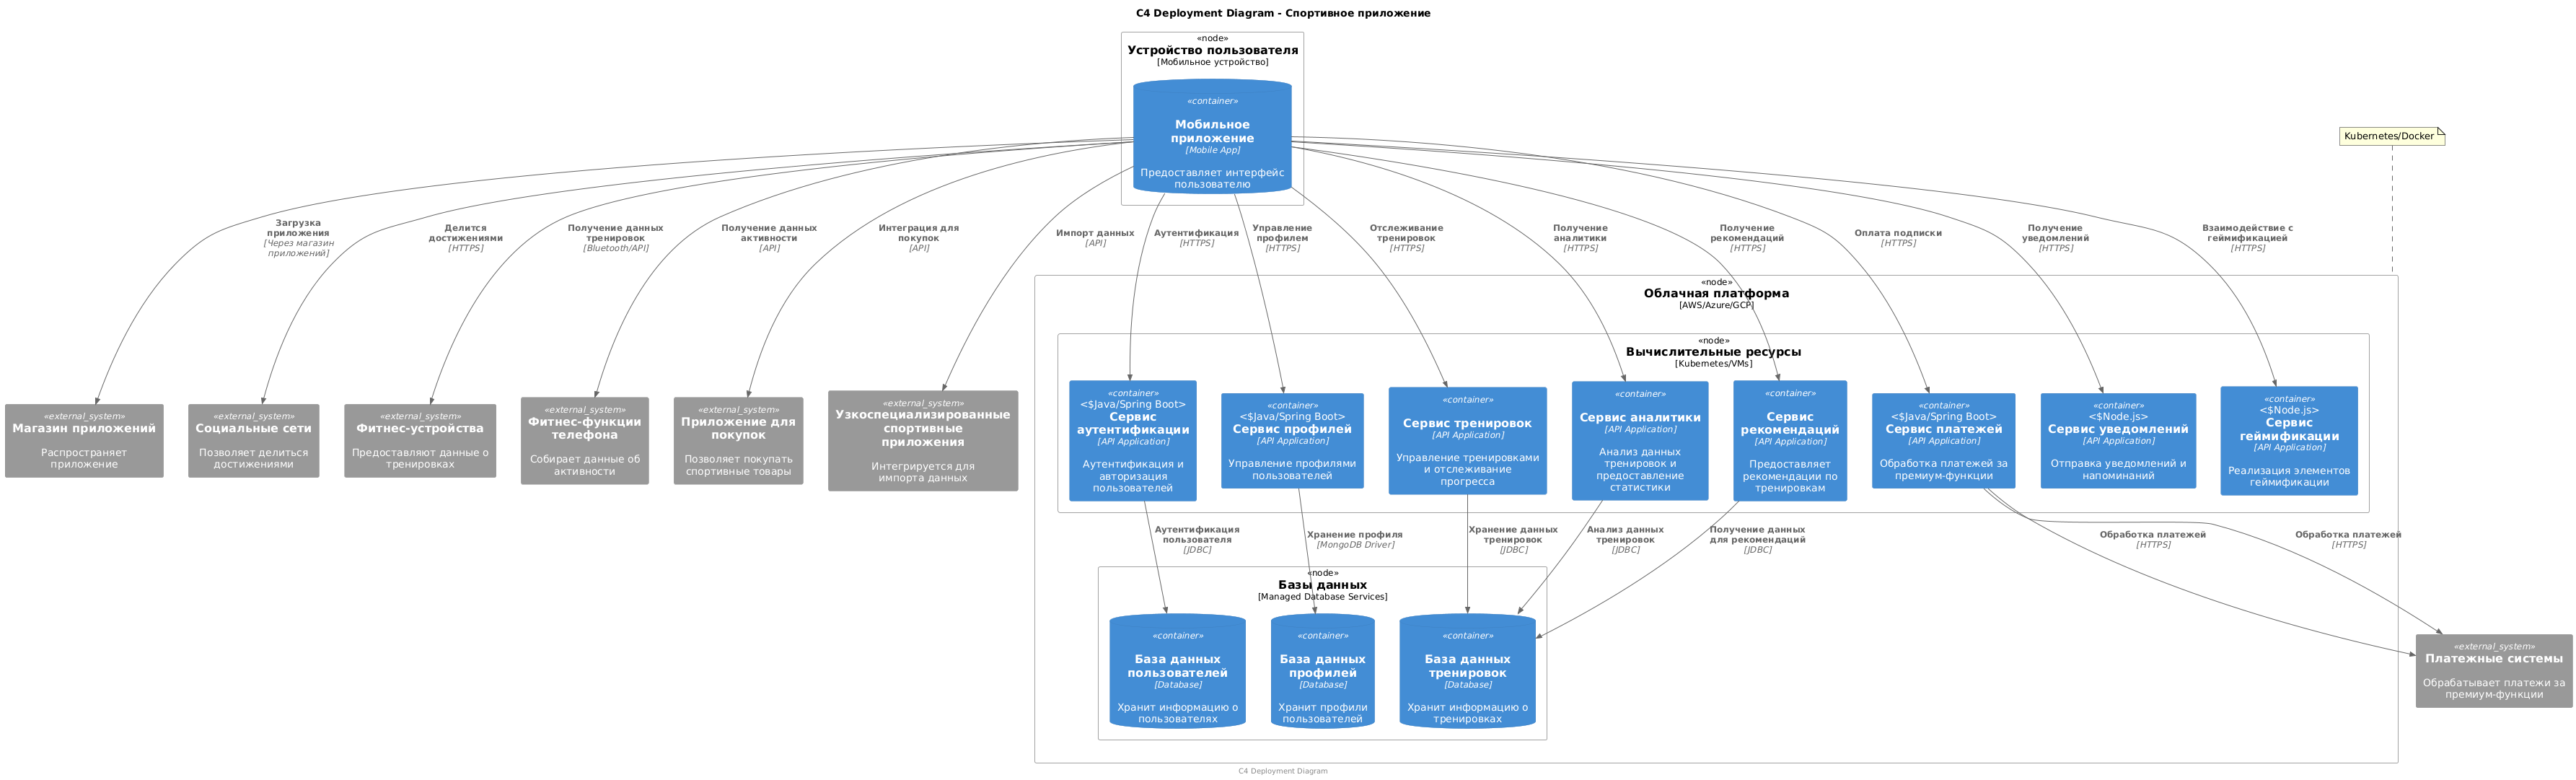 C4 Deployment Diagram - Спортивное приложение
«node»
Устройство пользователя
[Мобильное устройство]
«container»
Мобильное
приложение
[Mobile App]
Предоставляет интерфейс
пользователю
Kubernetes/Docker
Загрузка
приложения
[Через магазин
приложений]
Делится
достижениями
[HTTPS]
Получение данных
тренировок
[Bluetooth/API]
Получение данных
активности
[API]
Интеграция для
покупок
[API]
Импорт данных
[API]
Аутентификация
[HTTPS]
Управление
профилем
[HTTPS]
Отслеживание
тренировок
[HTTPS]
Получение
аналитики
[HTTPS]
Получение
рекомендаций
[HTTPS]
Оплата подписки
[HTTPS]
Получение
уведомлений
[HTTPS]
Взаимодействие с
геймификацией
[HTTPS]
«node»
Облачная платформа
[AWS/Azure/GCP]
«node»
Вычислительные ресурсы
[Kubernetes/VMs]
«external_system»
Магазин приложений
Распространяет
приложение
«external_system»
Социальные сети
Позволяет делиться
достижениями
«external_system»
Фитнес-устройства
Предоставляют данные о
тренировках
«external_system»
Фитнес-функции
телефона
Собирает данные об
активности
«external_system»
Приложение для
покупок
Позволяет покупать
спортивные товары
«external_system»
Узкоспециализированные
спортивные
приложения
Интегрируется для
импорта данных
«container»
<$Java/Spring Boot>
Сервис
аутентификации
[API Application]
Аутентификация и
авторизация
пользователей
«container»
<$Java/Spring Boot>
Сервис профилей
[API Application]
Управление профилями
пользователей
«container»
Сервис тренировок
[API Application]
Управление тренировками
и отслеживание
прогресса
«container»
Сервис аналитики
[API Application]
Анализ данных
тренировок и
предоставление
статистики
«container»
Сервис
рекомендаций
[API Application]
Предоставляет
рекомендации по
тренировкам
«container»
<$Java/Spring Boot>
Сервис платежей
[API Application]
Обработка платежей за
премиум-функции
«container»
<$Node.js>
Сервис уведомлений
[API Application]
Отправка уведомлений и
напоминаний
«container»
<$Node.js>
Сервис
геймификации
[API Application]
Реализация элементов
геймификации
Аутентификация
пользователя
[JDBC]
Хранение профиля
[MongoDB Driver]
Хранение данных
тренировок
[JDBC]
Анализ данных
тренировок
[JDBC]
Получение данных
для рекомендаций
[JDBC]
Обработка платежей
[HTTPS]
Обработка платежей
[HTTPS]
«node»
Базы данных
[Managed Database Services]
«container»
База данных
пользователей
[Database]
Хранит информацию о
пользователях
«container»
База данных
профилей
[Database]
Хранит профили
пользователей
«container»
База данных
тренировок
[Database]
Хранит информацию о
тренировках
«external_system»
Платежные системы
Обрабатывает платежи за
премиум-функции
C4 Deployment Diagram